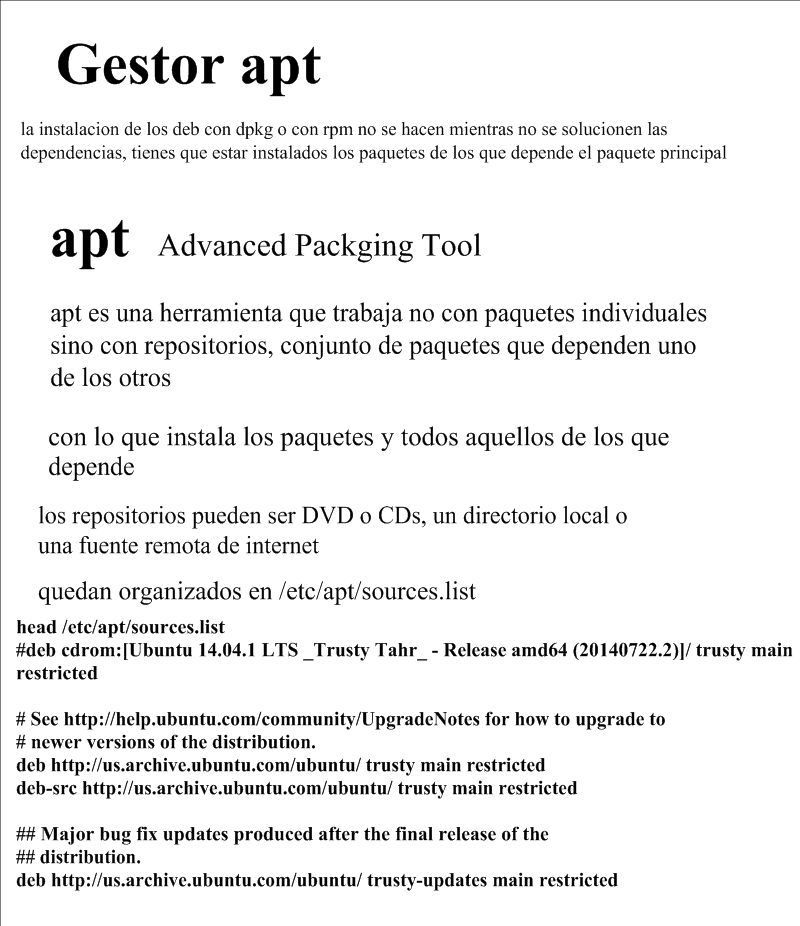 Gestor apt
la instalacion de los deb con dpkg o con rpm no se hacen mientras no se solucionen las
dependencias, tienes que estar instalados los paquetes de los que depende el paquete principal
apt Advanced Packging Tool
apt es una herramienta que trabaja no con paquetes individuales
sino con repositorios, conjunto de paquetes que dependen uno
de los otros
con lo que instala los paquetes y todos aquellos de los que
depende
los repositorios pueden ser DVD o CDs, un directorio local o
una fuente remota de internet
quedan organizados en /etc/apt/sources.list
head /etc/apt/sources.list
#deb cdrom:[Ubuntu 14.04.1 LTS _Trusty Tahr_ - Release amd64 (20140722.2)]/ trusty main
restricted
# See http://help.ubuntu.com/community/UpgradeNotes for how to upgrade to
# newer versions of the distribution.
deb http://us.archive.ubuntu.com/ubuntu/ trusty main restricted
deb-src http://us.archive.ubuntu.com/ubuntu/ trusty main restricted
## Major bug fix updates produced after the final release of the
## distribution.
deb http://us.archive.ubuntu.com/ubuntu/ trusty-updates main restricted